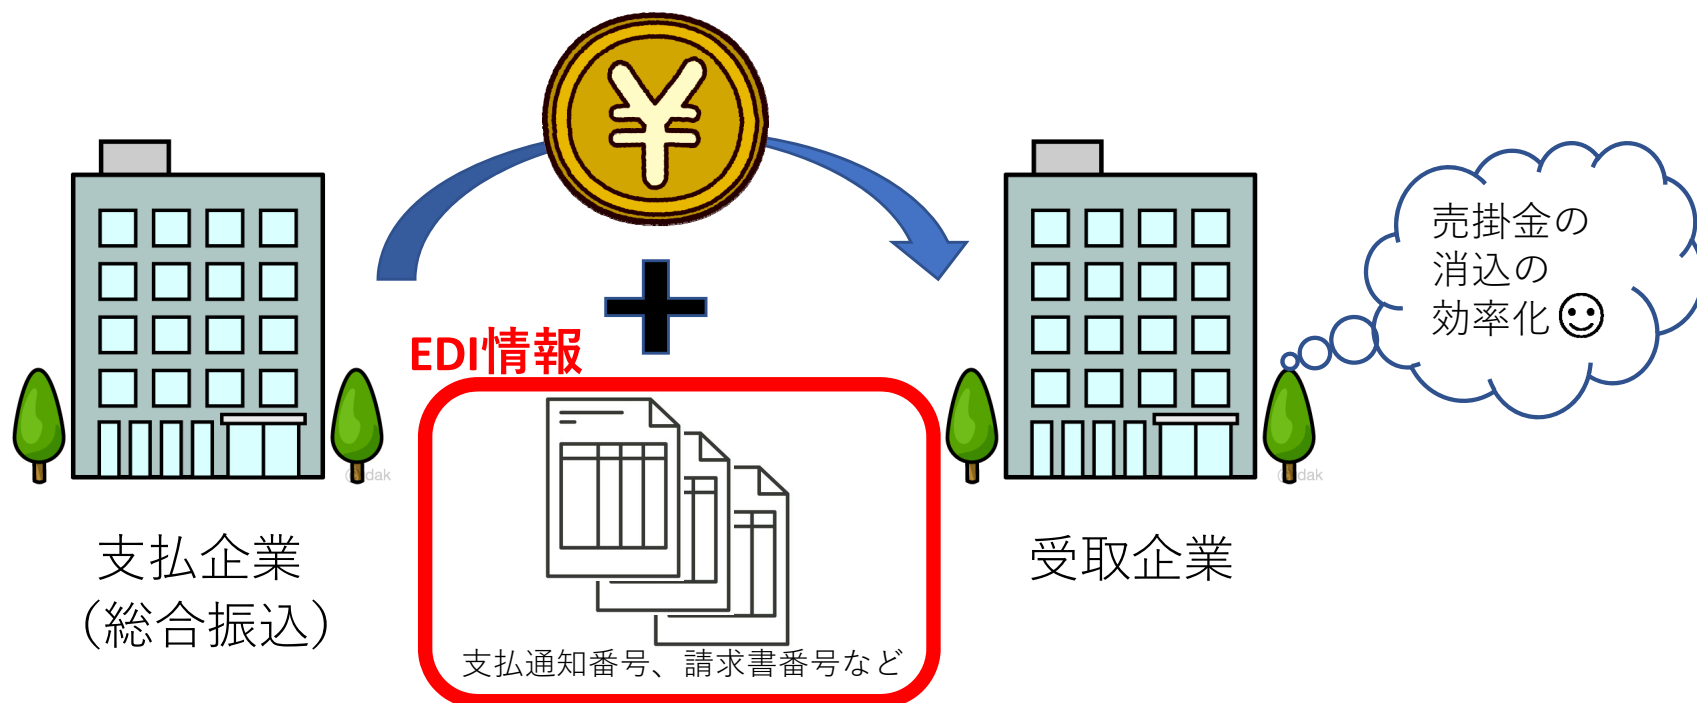 売掛金の
消込の
効率化
EDI情報
支払通知番号、請求書番号など
支払企業
（総合振込）
受取企業